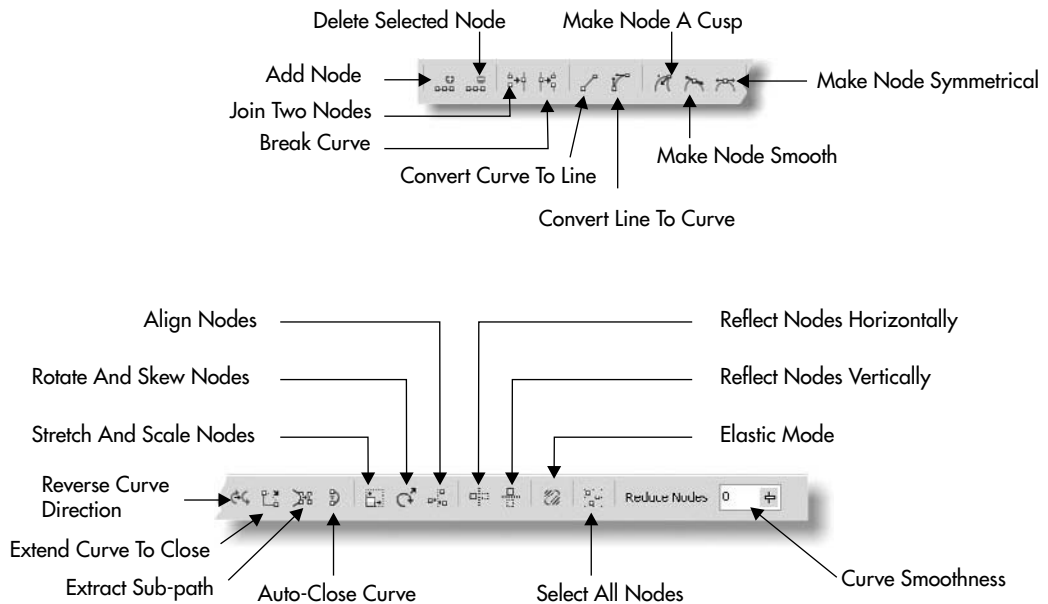 Delete Selected Node
Make Node A Cusp
Add Node
Make Node Symmetrical
Join Two Nodes
Break Curve
Make Node Smooth
Convert Curve To Line
Convert Line To Curve
Align Nodes
Reflect Nodes Horizontally
Rotate And Skew Nodes
Reflect Nodes Vertically
Stretch And Scale Nodes
Elastic Mode
Reverse Curve
Direction
Reduce Nodes 0
Extend Curve To Close
Extract Sub-path
Auto-Close Curve
Select All Nodes
Curve Smoothness